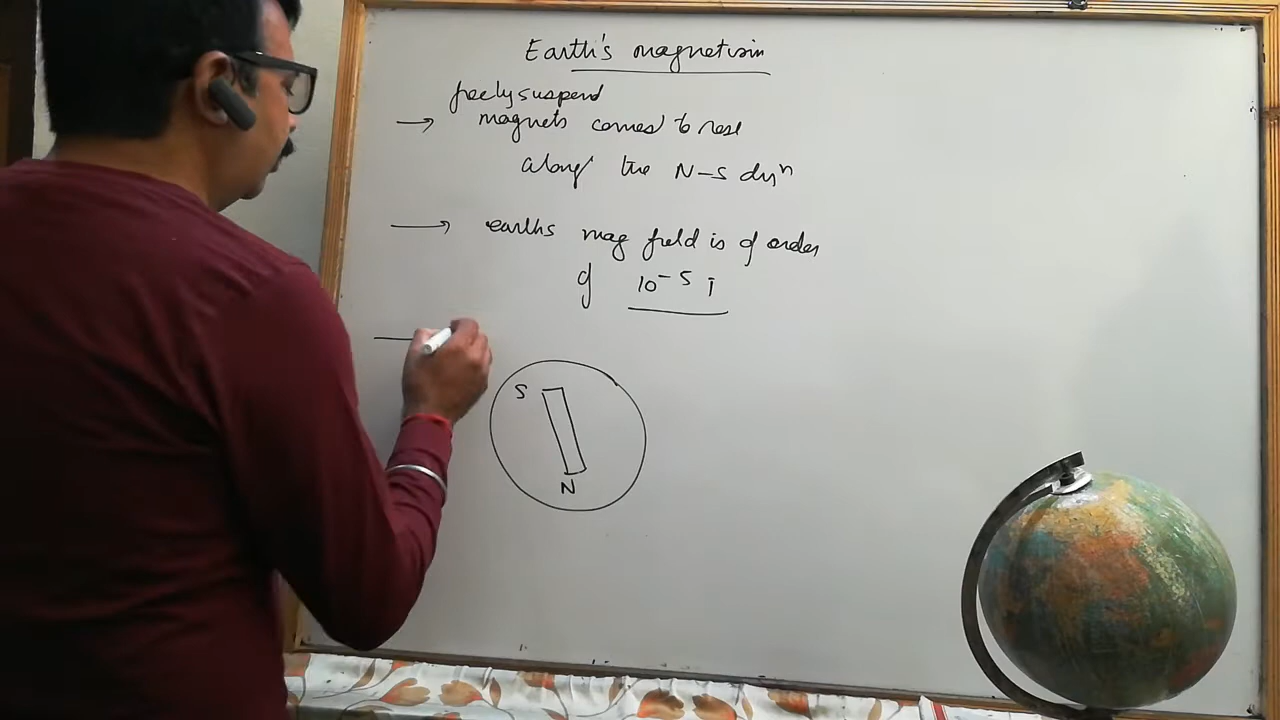 Earth's magnetism
freely suspend
→ magnets comes to rest
along the N-S dirn
→ earths mag field is of order
of 10⁻⁵ T
S
N